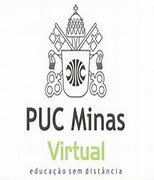 PUC Minas
Virtual
educação sem distância